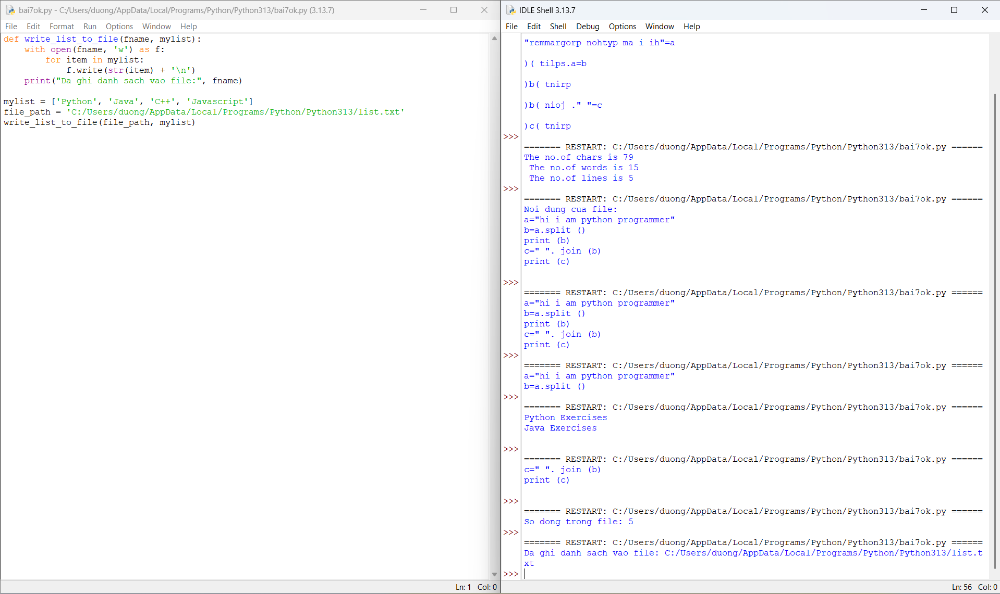 bai7ok.py - C:/Users/duong/AppData/Local/Programs/Python/Python313/bai7ok.py (3.13.7)
File Edit Format Run Options Window Help
def write_list_to_file(fname, mylist):
    with open(fname, 'w') as f:
        for item in mylist:
            f.write(str(item) + '\n')
    print("Da ghi danh sach vao file:", fname)

mylist = ['Python', 'Java', 'C++', 'Javascript']
file_path = 'C:/Users/duong/AppData/Local/Programs/Python/Python313/list.txt'
write_list_to_file(file_path, mylist)
Ln: 1 Col: 0
IDLE Shell 3.13.7
File Edit Shell Debug Options Window Help
"remmargorp nohtyp ma i ih"=a
)( tilps.a=b
)b( tnirp
)b( nioj ." "=c
)c( tnirp
>>>
======= RESTART: C:/Users/duong/AppData/Local/Programs/Python/Python313/bai7ok.py ======
The no.of chars is 79
 The no.of words is 15
 The no.of lines is 5
>>>
======= RESTART: C:/Users/duong/AppData/Local/Programs/Python/Python313/bai7ok.py ======
Noi dung cua file:
a="hi i am python programmer"
b=a.split ()
print (b)
c=" ". join (b)
print (c)
>>>
======= RESTART: C:/Users/duong/AppData/Local/Programs/Python/Python313/bai7ok.py ======
a="hi i am python programmer"
b=a.split ()
print (b)
c=" ". join (b)
print (c)
>>>
======= RESTART: C:/Users/duong/AppData/Local/Programs/Python/Python313/bai7ok.py ======
a="hi i am python programmer"
b=a.split ()
>>>
======= RESTART: C:/Users/duong/AppData/Local/Programs/Python/Python313/bai7ok.py ======
Python Exercises
Java Exercises
>>>
======= RESTART: C:/Users/duong/AppData/Local/Programs/Python/Python313/bai7ok.py ======
c=" ". join (b)
print (c)
>>>
======= RESTART: C:/Users/duong/AppData/Local/Programs/Python/Python313/bai7ok.py ======
So dong trong file: 5
>>>
======= RESTART: C:/Users/duong/AppData/Local/Programs/Python/Python313/bai7ok.py ======
Da ghi danh sach vao file: C:/Users/duong/AppData/Local/Programs/Python/Python313/list.t
xt
>>>
Ln: 56 Col: 0